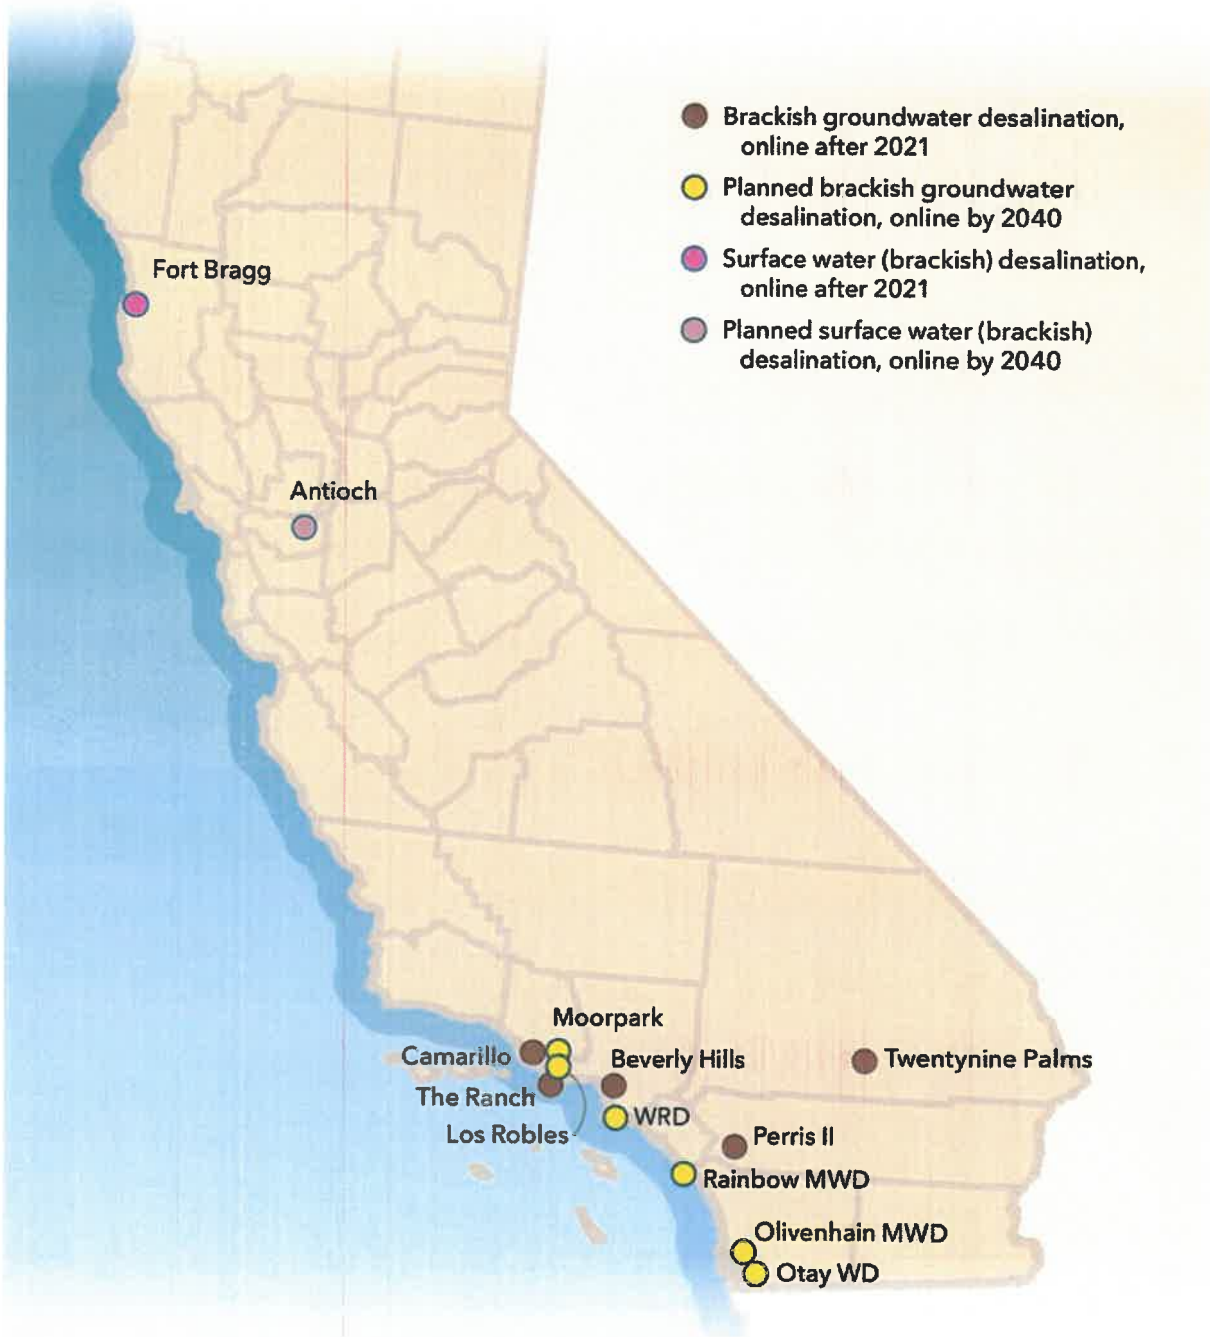 Brackish groundwater desalination,
online after 2021
Planned brackish groundwater
desalination, online by 2040
Surface water (brackish) desalination,
online after 2021
Planned surface water (brackish)
desalination, online by 2040
Fort Bragg
Antioch
Moorpark
Camarillo
Beverly Hills
Twentynine Palms
The Ranch
WRD
Los Robles
Perris II
Rainbow MWD
Olivenhain MWD
Otay WD